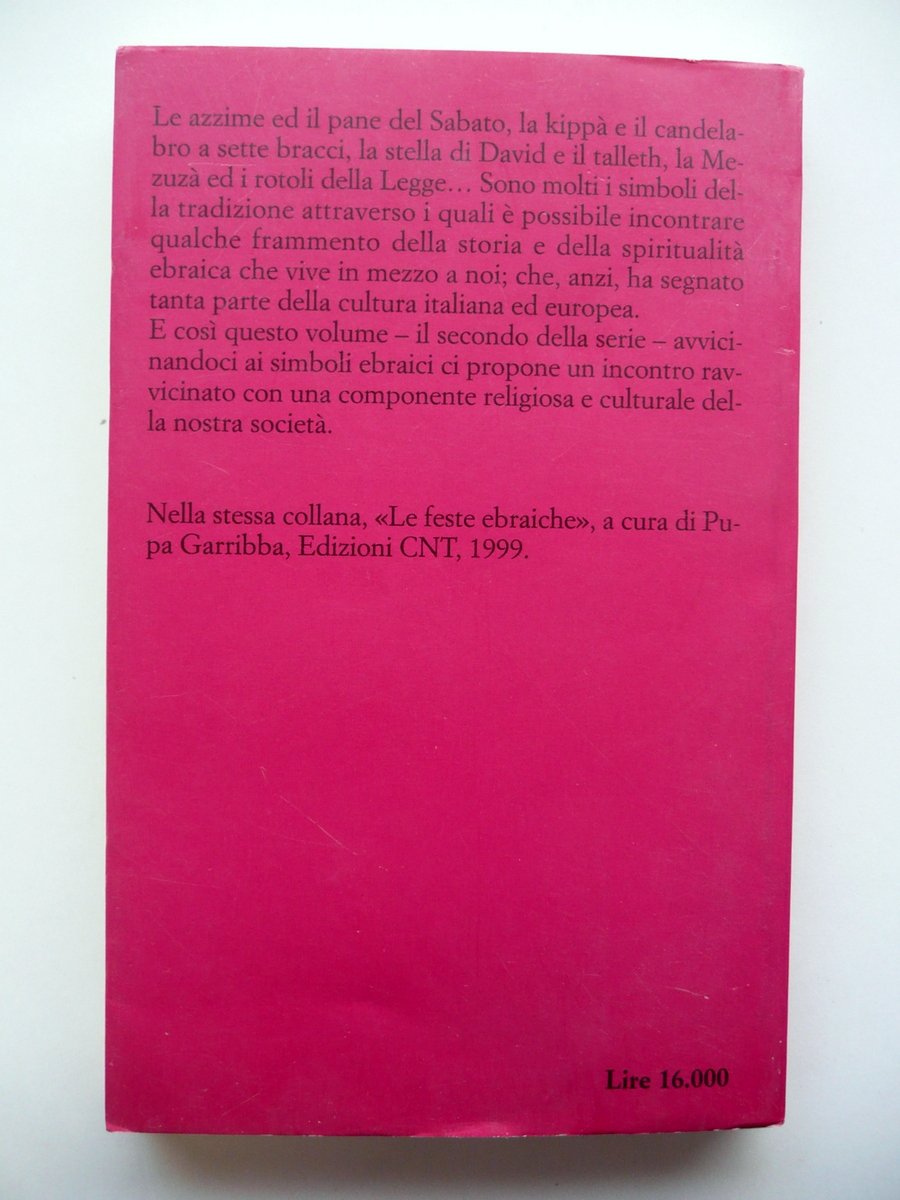 Le azzime ed il pane del Sabato, la kippà e il candela-
bro a sette bracci, la stella di David e il talleth, la Me-
zuzà ed i rotoli della Legge… Sono molti i simboli del-
la tradizione attraverso i quali è possibile incontrare
qualche frammento della storia e della spiritualità
ebraica che vive in mezzo a noi; che, anzi, ha segnato
tanta parte della cultura italiana ed europea.
E così questo volume – il secondo della serie – avvici-
nandoci ai simboli ebraici ci propone un incontro rav-
vicinato con una componente religiosa e culturale del-
la nostra società.
Nella stessa collana, «Le feste ebraiche», a cura di Pu-
pa Garribba, Edizioni CNT, 1999.
Lire 16.000